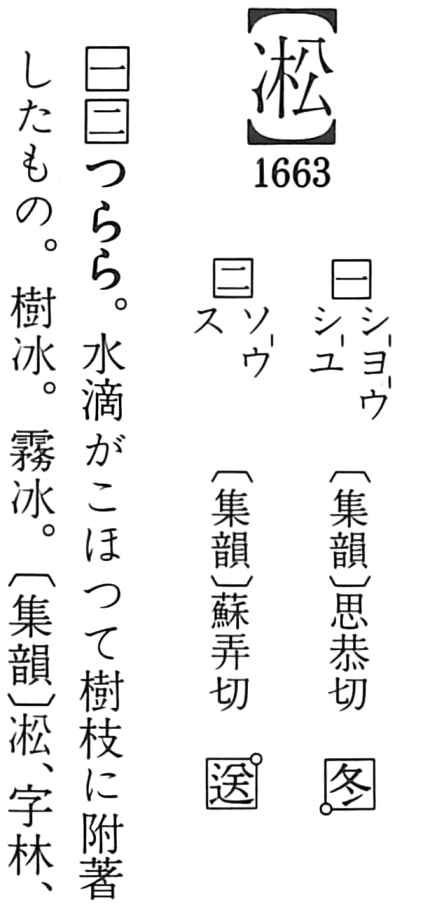 【凇】
1663
一 シヨウ
シユ
〔集韻〕思恭切 冬
二 ソウ
ス
〔集韻〕蘇弄切 送
一二つらら。水滴がこほつて樹枝に附著
したもの。樹冰。霧冰。〔集韻〕凇、字林、